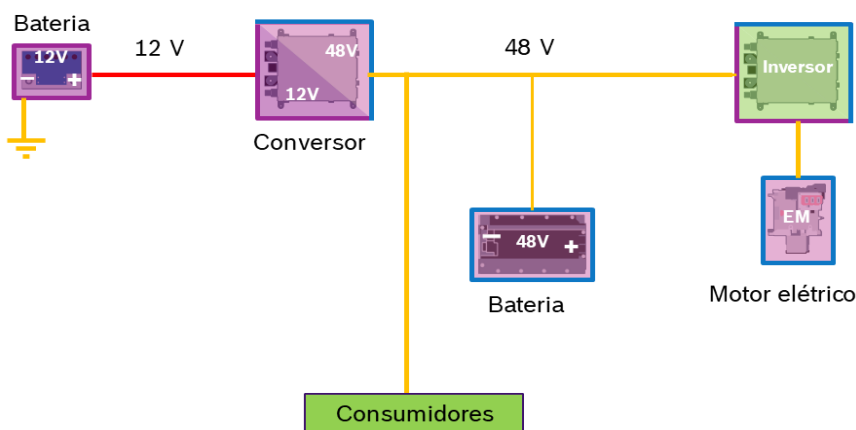 Bateria
12V
- +
12 V
48V
12V
Conversor
48 V
Inversor
EM
Motor elétrico
- 48V +
Bateria
Consumidores